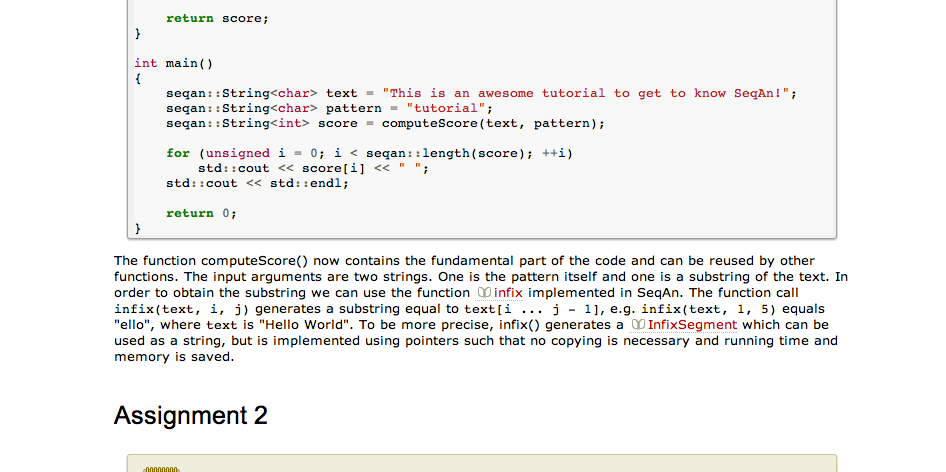 return score;
}
int main()
{
seqan::String<char> text = "This is an awesome tutorial to get to know SeqAn!";
seqan::String<char> pattern = "tutorial";
seqan::String<int> score = computeScore(text, pattern);
for (unsigned i = 0; i < seqan::length(score); ++i)
std::cout << score[i] << " ";
std::cout << std::endl;
return 0;
}
The function computeScore() now contains the fundamental part of the code and can be reused by other
functions. The input arguments are two strings. One is the pattern itself and one is a substring of the text. In
order to obtain the substring we can use the function infix implemented in SeqAn. The function call
infix(text, i, j) generates a substring equal to text[i ... j - 1], e.g. infix(text, 1, 5) equals
"ello", where text is "Hello World". To be more precise, infix() generates a InfixSegment which can be
used as a string, but is implemented using pointers such that no copying is necessary and running time and
memory is saved.
Assignment 2